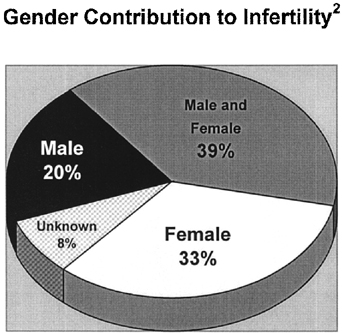 Gender Contribution to Infertility²
Male and
Female
39%
Male
20%
Unknown
8%
Female
33%